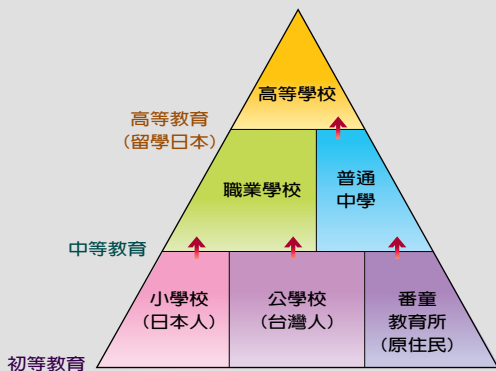 高等學校
高等教育
(留學日本)
職業學校
普通
中學
中等教育
小學校
(日本人)
公學校
(台灣人)
番童
教育所
(原住民)
初等教育